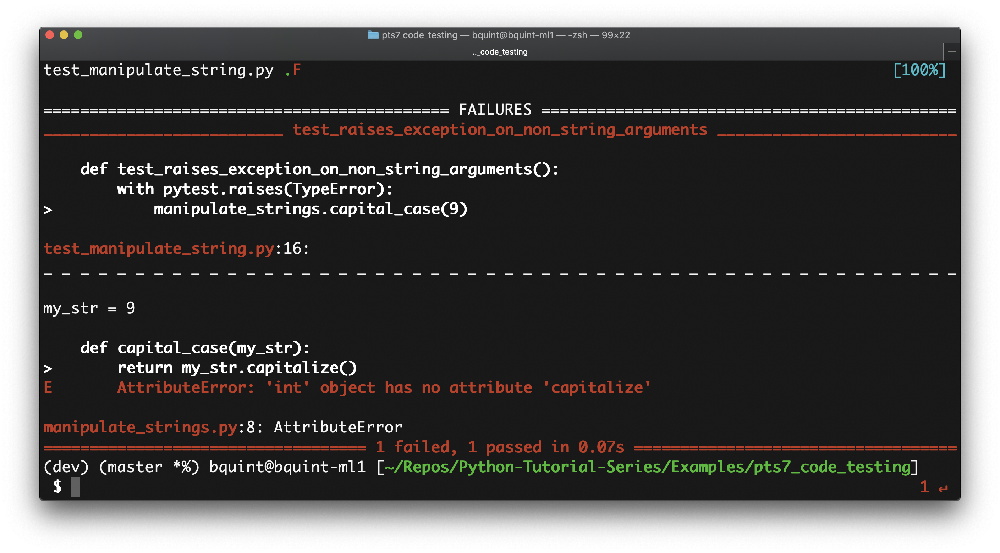 pts7_code_testing — bquint@bquint-ml1 — -zsh — 99×22
.._code_testing +
test_manipulate_string.py .F [100%]
============================================ FAILURES =============================================
__________________________ test_raises_exception_on_non_string_arguments __________________________
    def test_raises_exception_on_non_string_arguments():
        with pytest.raises(TypeError):
>           manipulate_strings.capital_case(9)
test_manipulate_string.py:16:
_ _ _ _ _ _ _ _ _ _ _ _ _ _ _ _ _ _ _ _ _ _ _ _ _ _ _ _ _ _ _ _ _ _ _ _ _ _ _ _ _ _ _ _ _ _ _ _ _ _
my_str = 9
    def capital_case(my_str):
>       return my_str.capitalize()
E       AttributeError: 'int' object has no attribute 'capitalize'
manipulate_strings.py:8: AttributeError
=================================== 1 failed, 1 passed in 0.07s ===================================
(dev) (master *%) bquint@bquint-ml1 [~/Repos/Python-Tutorial-Series/Examples/pts7_code_testing]
 $ 1 ↵